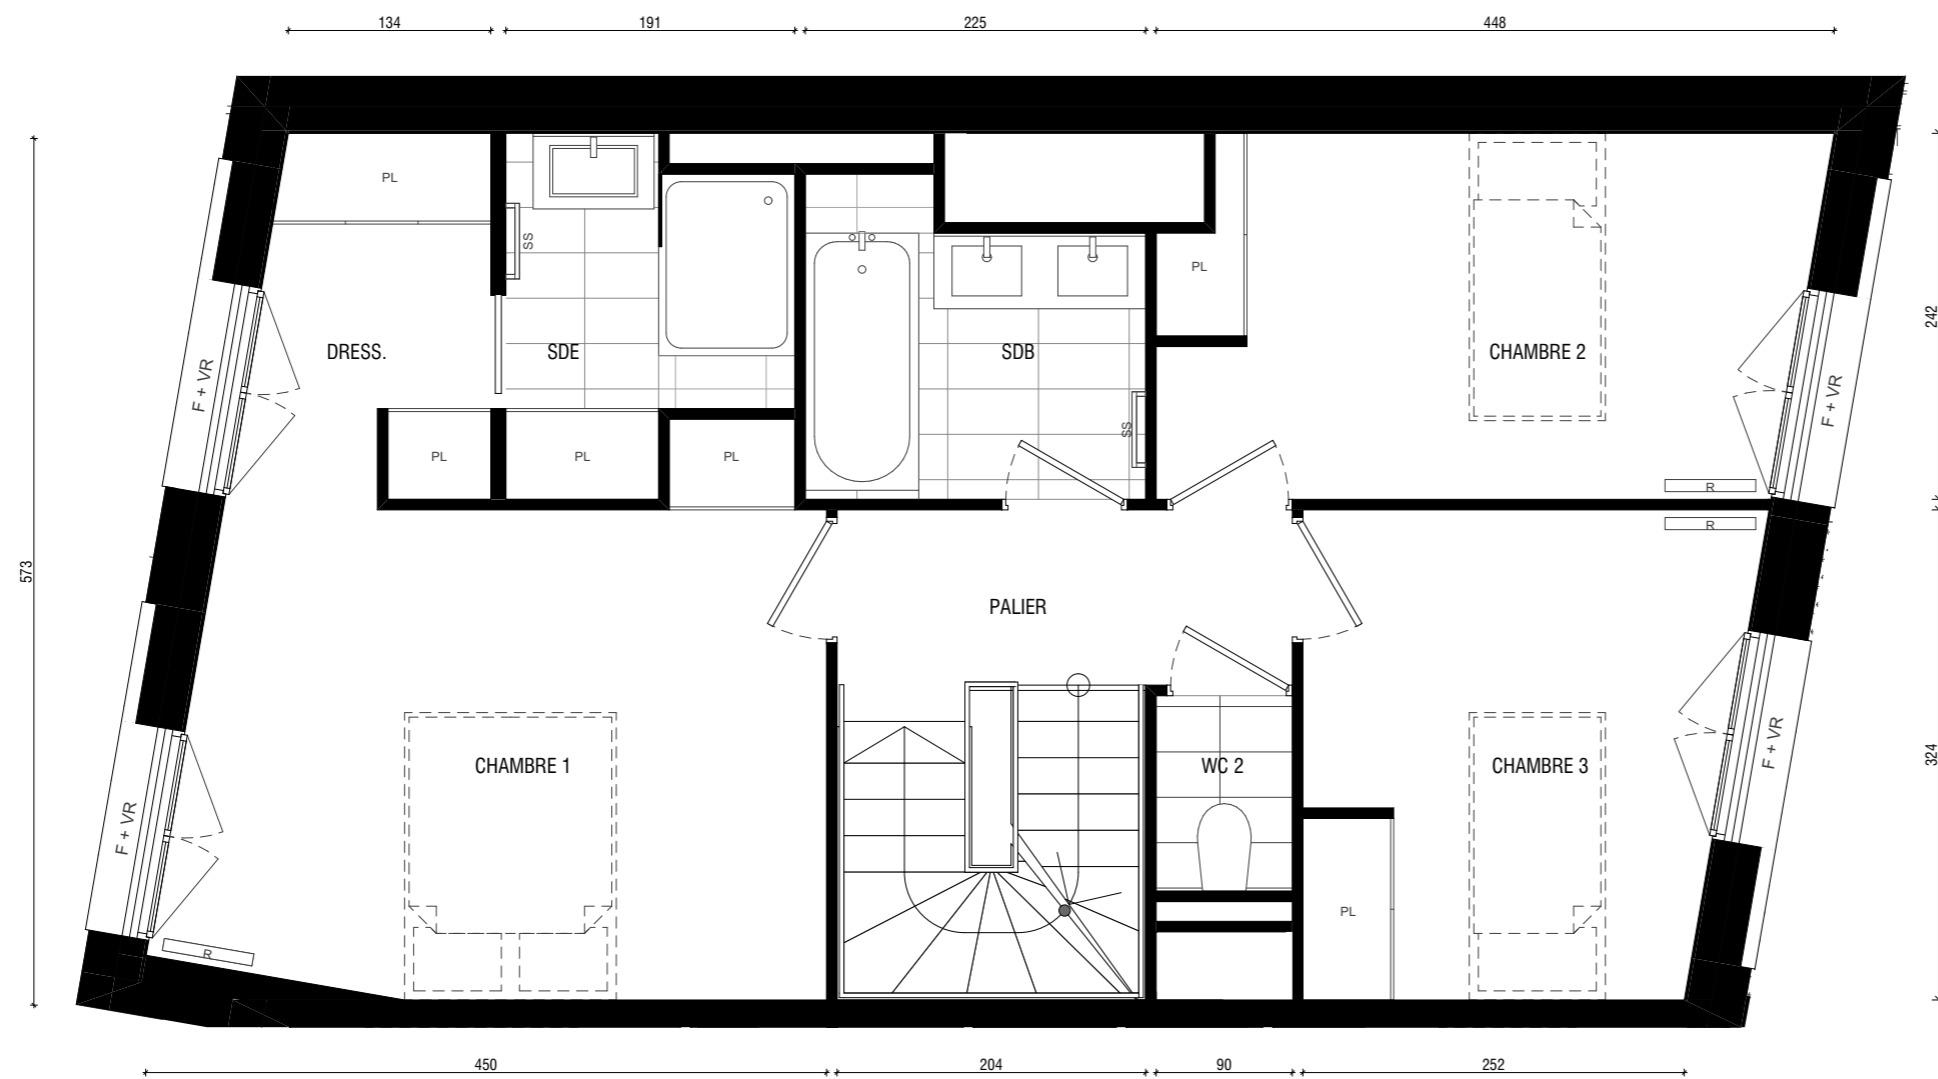 134 191 225 448
PL
SS
PL
DRESS. SDE SDB CHAMBRE 2
F + VR
F + VR
242
SS
PL PL PL
R
R
573
PALIER
CHAMBRE 1 WC 2 CHAMBRE 3
F + VR
F + VR
324
PL
R
450 204 90 252